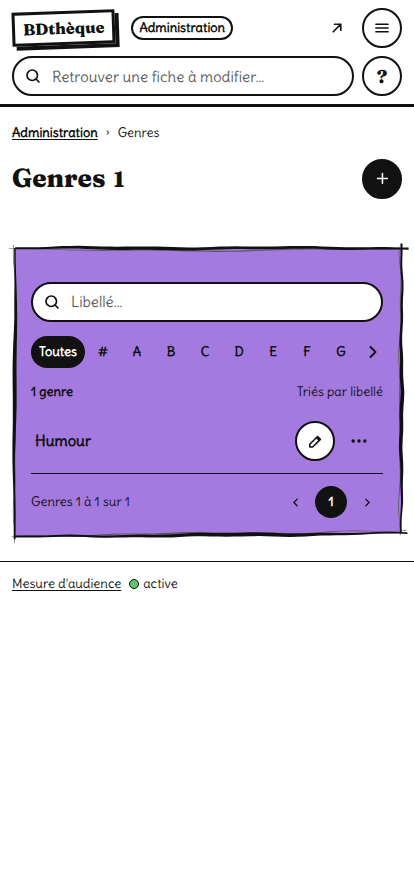 BDthèque
Administration
Retrouver une fiche à modifier...
?
Administration › Genres
Genres 1
+
Libellé...
Toutes # A B C D E F G
1 genre Triés par libellé
Humour
Genres 1 à 1 sur 1 ‹ 1 ›
Mesure d'audience active